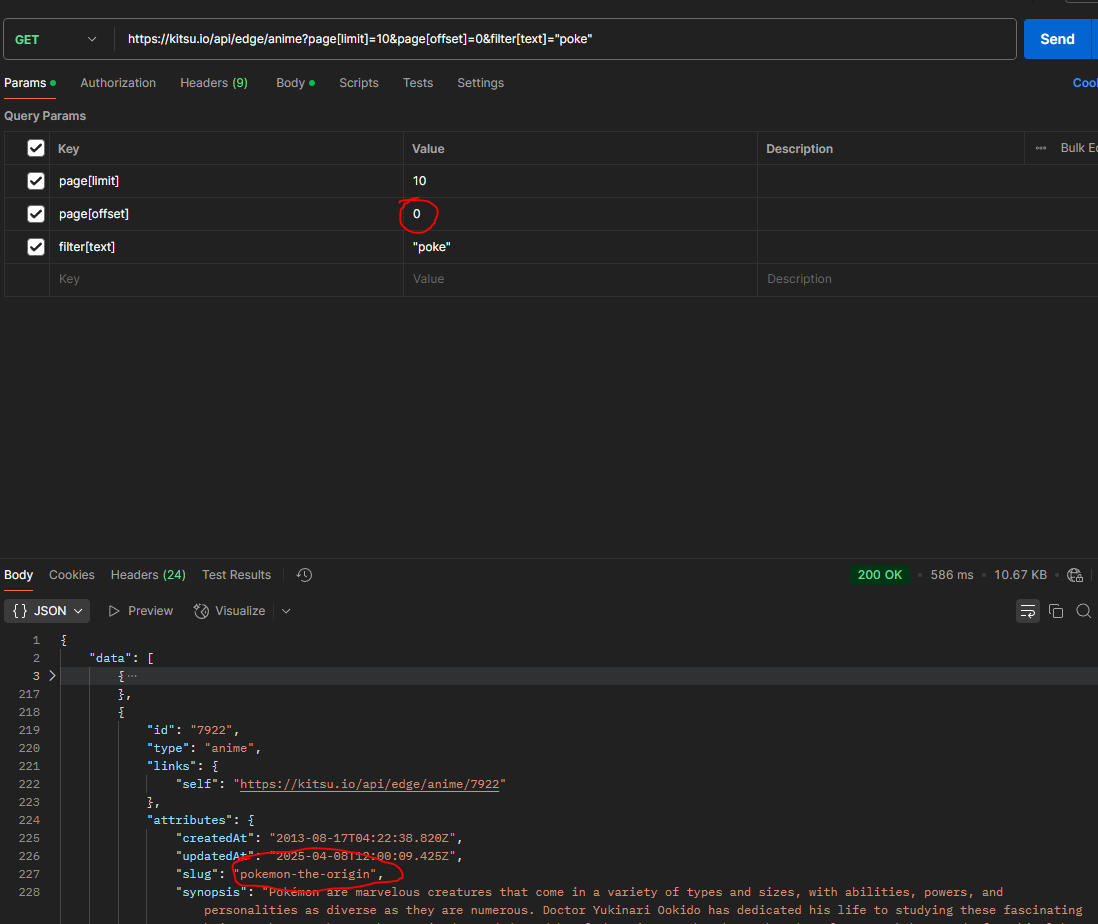 GET https://kitsu.io/api/edge/anime?page[limit]=10&page[offset]=0&filter[text]="poke" Send
Params Authorization Headers (9) Body Scripts Tests Settings Cool
Query Params
Key Value Description ••• Bulk Ec
page[limit] 10
page[offset] 0
filter[text] "poke"
Key Value Description
Body Cookies Headers (24) Test Results 200 OK • 586 ms • 10.67 KB •
{} JSON Preview Visualize
1 {
2 "data": [
3 { ...
217 },
218 {
219 "id": "7922",
220 "type": "anime",
221 "links": {
222 "self": "https://kitsu.io/api/edge/anime/7922"
223 },
224 "attributes": {
225 "createdAt": "2013-08-17T04:22:38.820Z",
226 "updatedAt": "2025-04-08T12:00:09.425Z",
227 "slug": "pokemon-the-origin",
228 "synopsis": "Pokémon are marvelous creatures that come in a variety of types and sizes, with abilities, powers, and
personalities as diverse as they are numerous. Doctor Yukinari Ookido has dedicated his life to studying these fascinating